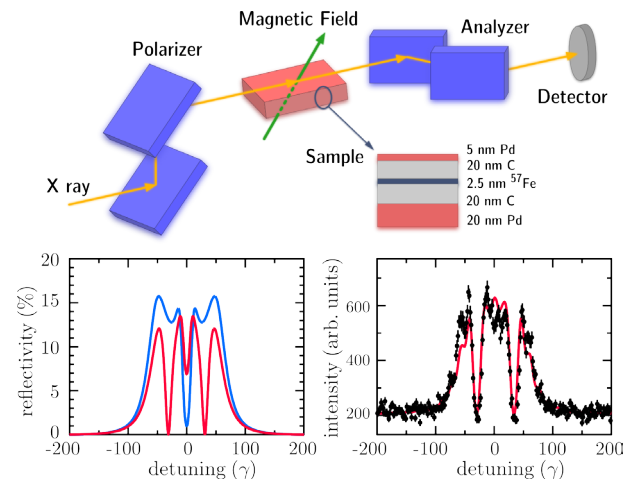 Magnetic Field
Polarizer
Analyzer
Detector
Sample
X ray
5 nm Pd
20 nm C
2.5 nm ⁵⁷Fe
20 nm C
20 nm Pd
reflectivity (%)
20
15
10
5
0
-200 -100 0 100 200
detuning (γ)
intensity (arb. units)
600
400
200
-200 -100 0 100 200
detuning (γ)